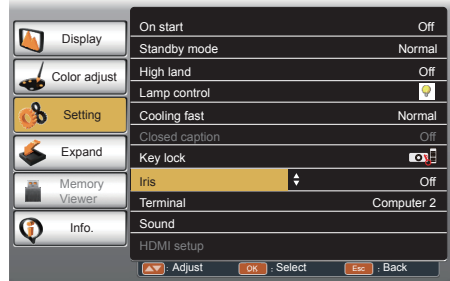 Display
Color adjust
Setting
Expand
Memory
Viewer
Info.
On start Off
Standby mode Normal
High land Off
Lamp control
Cooling fast Normal
Closed caption Off
Key lock
Iris Off
Terminal Computer 2
Sound
HDMI setup
: Adjust OK : Select Esc : Back